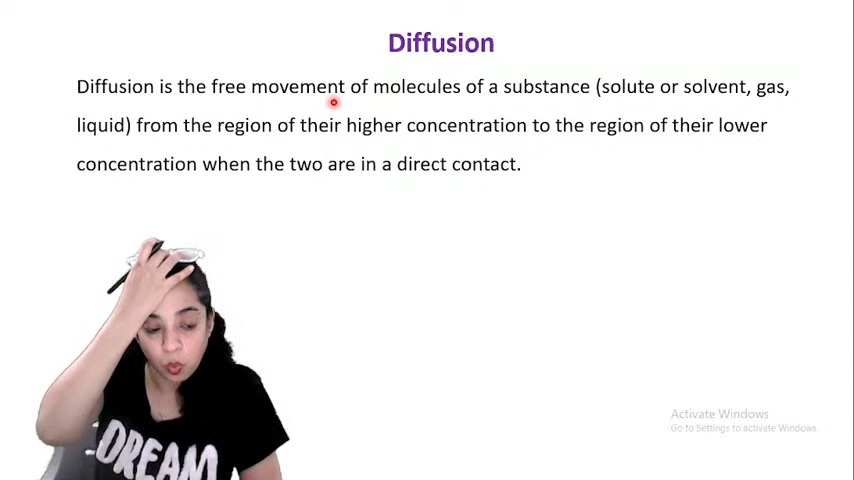 Diffusion
Diffusion is the free movement of molecules of a substance (solute or solvent, gas,
liquid) from the region of their higher concentration to the region of their lower
concentration when the two are in a direct contact.
DREAM
Activate Windows
Go to Settings to activate Windows.